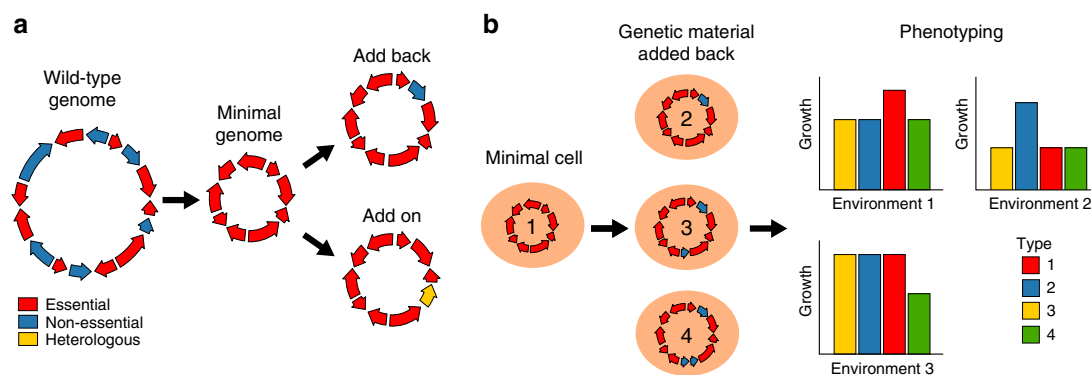 a
Wild-type
genome
Minimal
genome
Add back
Add on
Essential
Non-essential
Heterologous
b
Minimal cell
1
Genetic material
added back
2
3
4
Phenotyping
Growth
Environment 1
Growth
Environment 2
Growth
Environment 3
Type
1
2
3
4